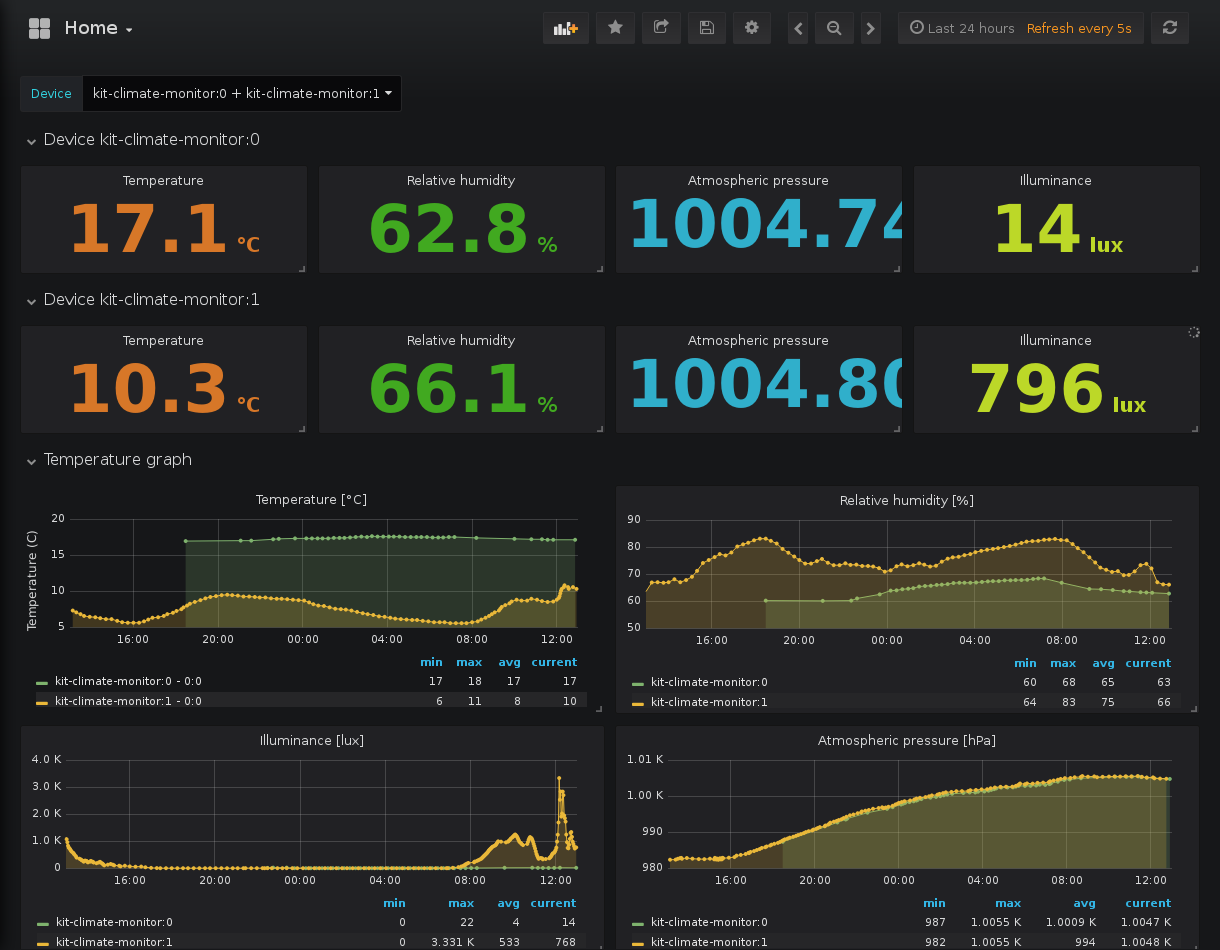 Home
Last 24 hours Refresh every 5s
Device kit-climate-monitor:0 + kit-climate-monitor:1
Device kit-climate-monitor:0
Temperature Relative humidity Atmospheric pressure Illuminance
17.1 °C 62.8 % 1004.74 14 lux
Device kit-climate-monitor:1
Temperature Relative humidity Atmospheric pressure Illuminance
10.3 °C 66.1 % 1004.80 796 lux
Temperature graph
Temperature [°C]
Temperature (C)
20
15
10
5
16:00 20:00 00:00 04:00 08:00 12:00
min max avg current
kit-climate-monitor:0 - 0:0 17 18 17 17
kit-climate-monitor:1 - 0:0 6 11 8 10
Relative humidity [%]
90
80
70
60
50
16:00 20:00 00:00 04:00 08:00 12:00
min max avg current
kit-climate-monitor:0 60 68 65 63
kit-climate-monitor:1 64 83 75 66
Illuminance [lux]
4.0 K
3.0 K
2.0 K
1.0 K
0
16:00 20:00 00:00 04:00 08:00 12:00
min max avg current
kit-climate-monitor:0 0 22 4 14
kit-climate-monitor:1 0 3.331 K 533 768
Atmospheric pressure [hPa]
1.01 K
1.00 K
990
980
16:00 20:00 00:00 04:00 08:00 12:00
min max avg current
kit-climate-monitor:0 987 1.0055 K 1.0009 K 1.0047 K
kit-climate-monitor:1 982 1.0055 K 994 1.0048 K